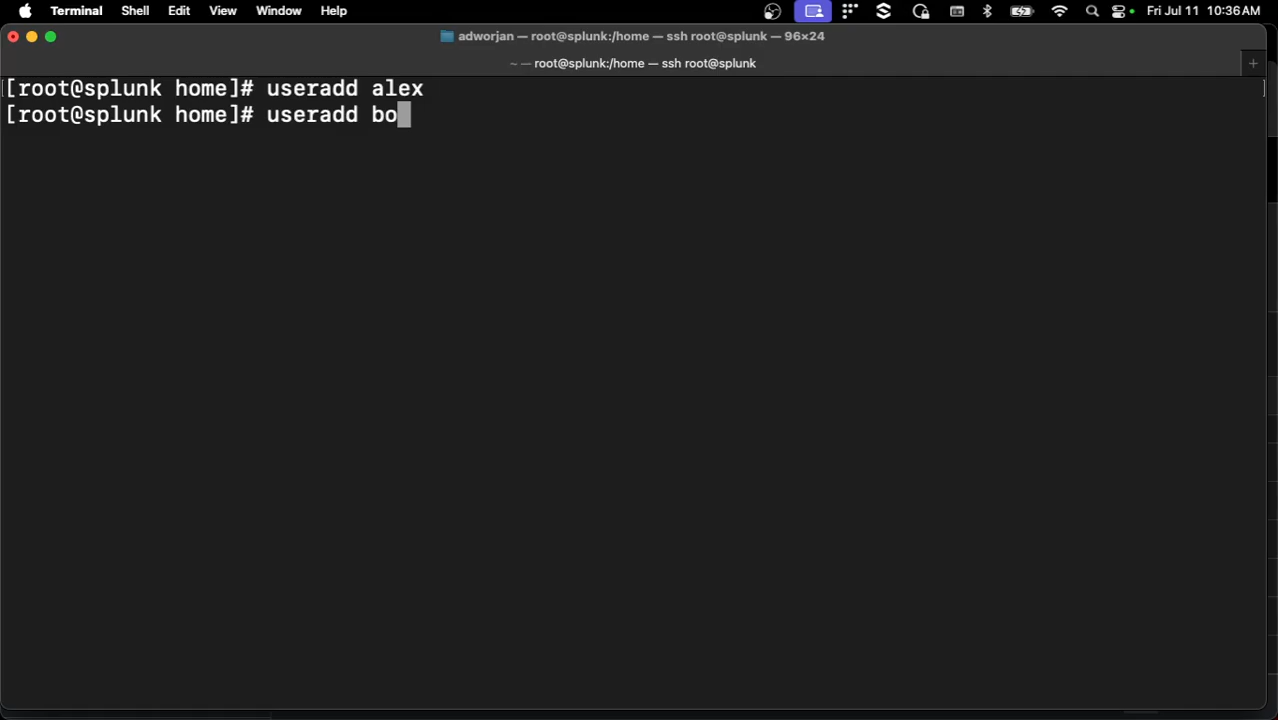 Terminal Shell Edit View Window Help Fri Jul 11 10:36 AM
adworjan — root@splunk:/home — ssh root@splunk — 96×24
~ — root@splunk:/home — ssh root@splunk +
[root@splunk home]# useradd alex
[root@splunk home]# useradd bo